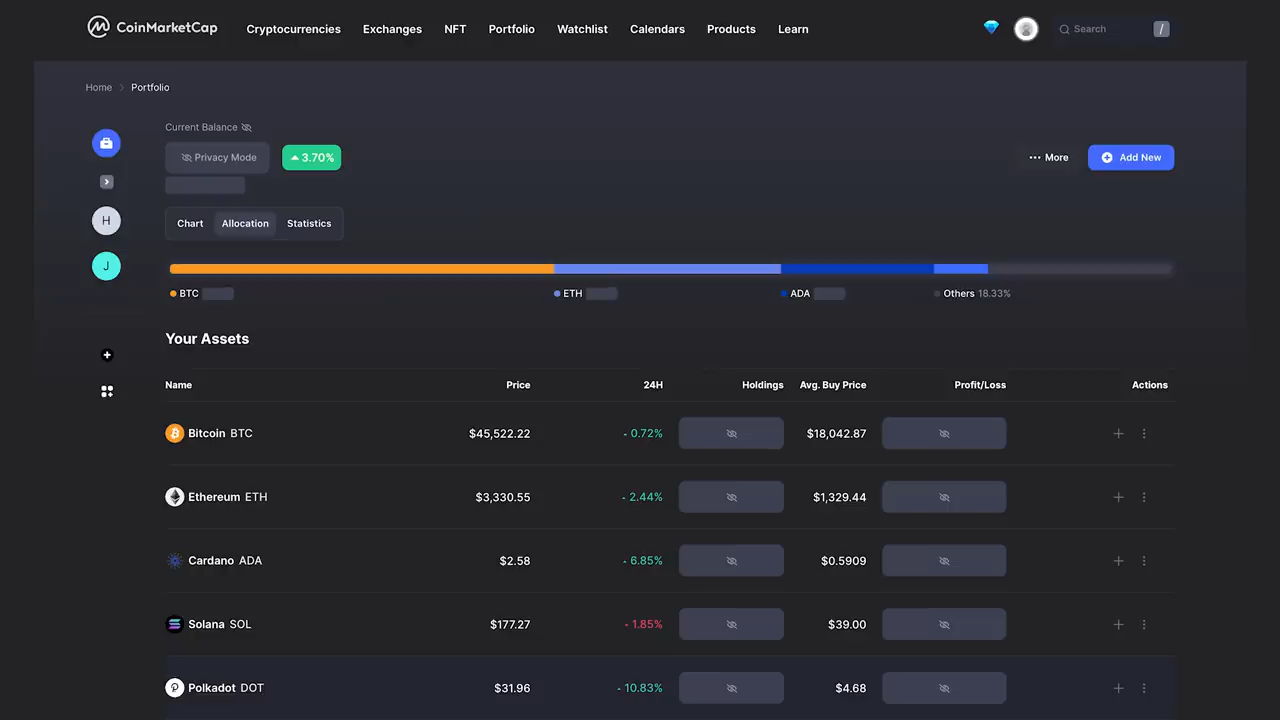 CoinMarketCap Cryptocurrencies Exchanges NFT Portfolio Watchlist Calendars Products Learn Search /
Home > Portfolio
Current Balance
Privacy Mode 3.70% More Add New
H
Chart Allocation Statistics
J
BTC ETH ADA Others 18.33%
Your Assets
Name Price 24H Holdings Avg. Buy Price Profit/Loss Actions
Bitcoin BTC $45,522.22 0.72% $18,042.87
Ethereum ETH $3,330.55 2.44% $1,329.44
Cardano ADA $2.58 6.85% $0.5909
Solana SOL $177.27 1.85% $39.00
Polkadot DOT $31.96 10.83% $4.68